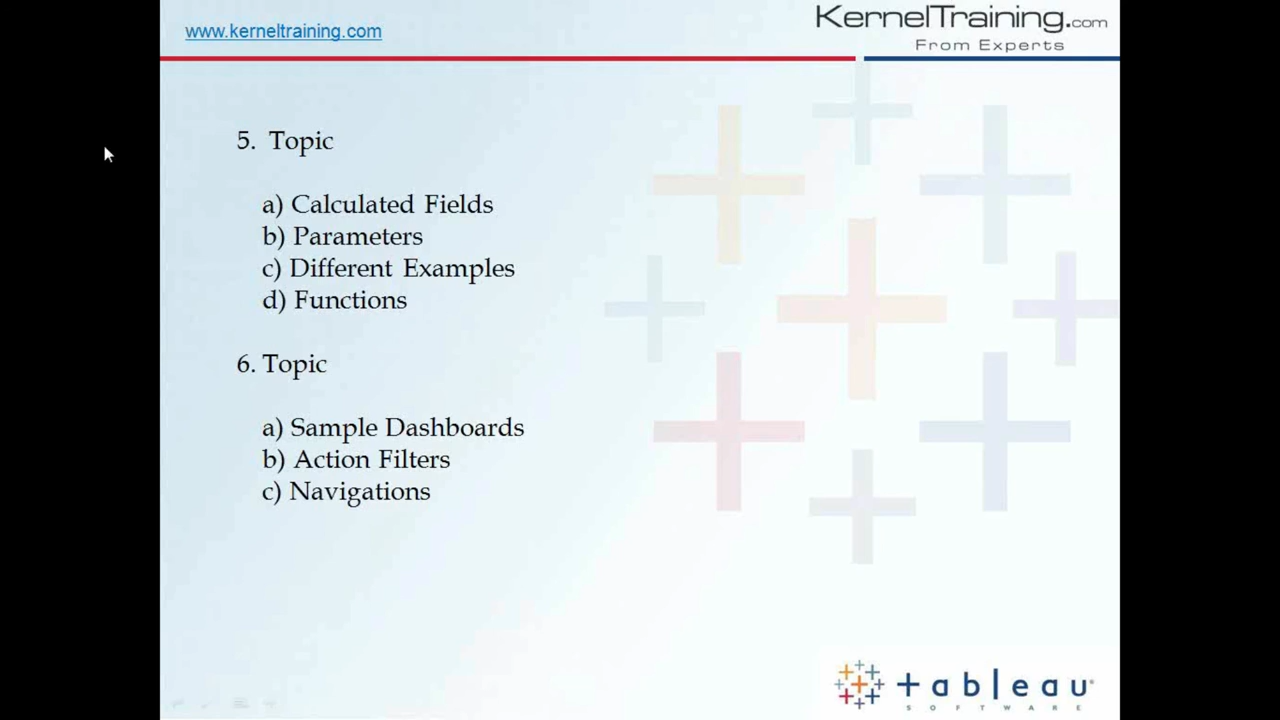 www.kerneltraining.com
KernelTraining.com
From Experts
5. Topic
a) Calculated Fields
b) Parameters
c) Different Examples
d) Functions
6. Topic
a) Sample Dashboards
b) Action Filters
c) Navigations
+ableau®
SOFTWARE